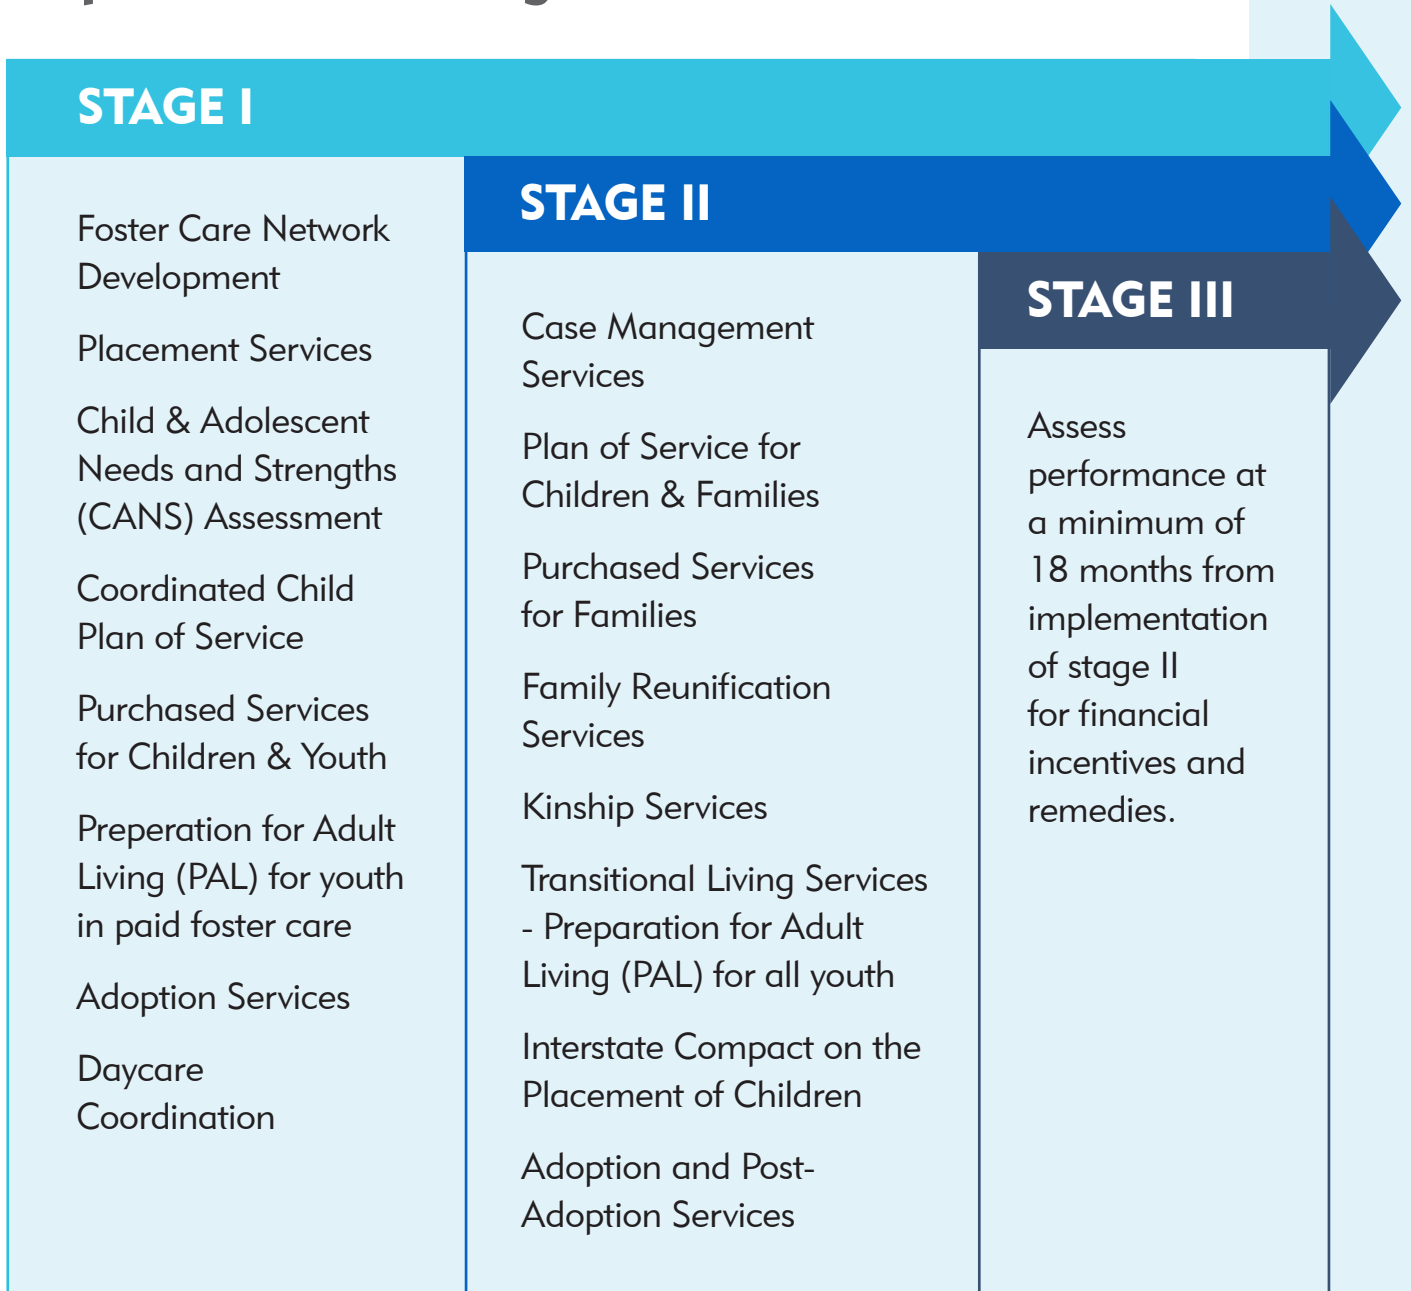 STAGE I
Foster Care Network
Development
Placement Services
Child & Adolescent
Needs and Strengths
(CANS) Assessment
Coordinated Child
Plan of Service
Purchased Services
for Children & Youth
Preperation for Adult
Living (PAL) for youth
in paid foster care
Adoption Services
Daycare
Coordination
STAGE II
Case Management
Services
Plan of Service for
Children & Families
Purchased Services
for Families
Family Reunification
Services
Kinship Services
Transitional Living Services
- Preparation for Adult
Living (PAL) for all youth
Interstate Compact on the
Placement of Children
Adoption and Post-
Adoption Services
STAGE III
Assess
performance at
a minimum of
18 months from
implementation
of stage II
for financial
incentives and
remedies.